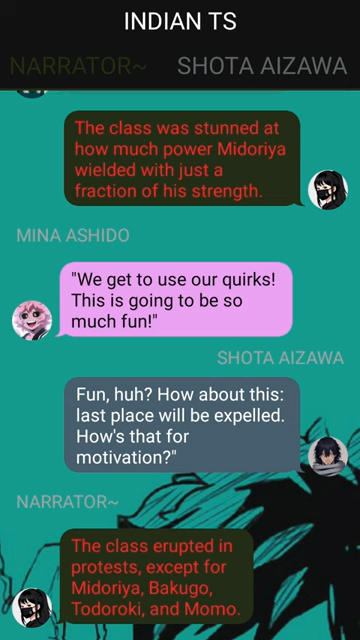 INDIAN TS
NARRATOR~ SHOTA AIZAWA
The class was stunned at
how much power Midoriya
wielded with just a
fraction of his strength.
MINA ASHIDO
"We get to use our quirks!
This is going to be so
much fun!"
SHOTA AIZAWA
Fun, huh? How about this:
last place will be expelled.
How's that for
motivation?"
NARRATOR~
The class erupted in
protests, except for
Midoriya, Bakugo,
Todoroki, and Momo.